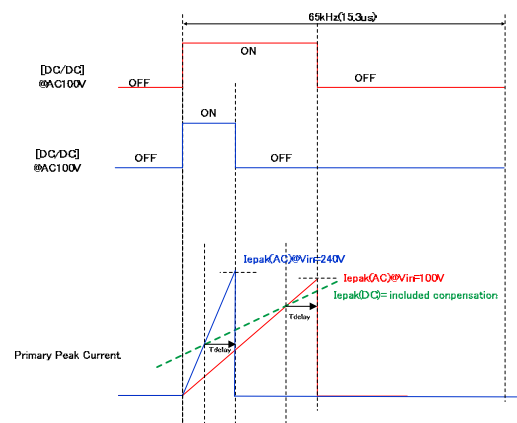 65kHz(15.3us)
ON
[DC/DC]
@AC100V
OFF
OFF
ON
[DC/DC]
@AC100V
OFF
OFF
Iepak(AC)@Vin=240V
Iepak(AC)@Vin=100V
Iepak(DC)=included conpensation
Tdelay
Tdelay
Primary Peak Current